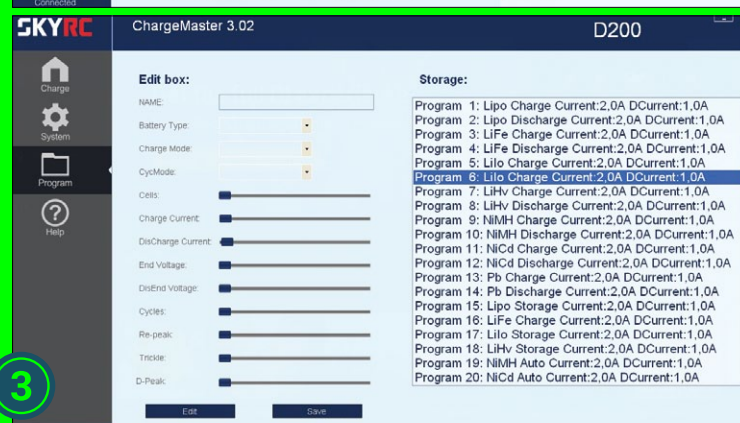 Connected
SKYRC
ChargeMaster 3.02
D200
Charge
System
Program
Help
Edit box:
NAME:
Battery Type:
Charge Mode:
CycMode:
Cells:
Charge Current:
DisCharge Current:
End Voltage:
DisEnd Voltage:
Cycles:
Re-peak:
Trickle:
D-Peak:
Edit
Save
Storage:
Program 1: Lipo Charge Current:2,0A DCurrent:1,0A
Program 2: Lipo Discharge Current:2,0A DCurrent:1,0A
Program 3: LiFe Charge Current:2,0A DCurrent:1,0A
Program 4: LiFe Discharge Current:2,0A DCurrent:1,0A
Program 5: LiIo Charge Current:2,0A DCurrent:1,0A
Program 6: LiIo Charge Current:2,0A DCurrent:1,0A
Program 7: LiHv Charge Current:2,0A DCurrent:1,0A
Program 8: LiHv Discharge Current:2,0A DCurrent:1,0A
Program 9: NiMH Charge Current:2,0A DCurrent:1,0A
Program 10: NiMH Discharge Current:2,0A DCurrent:1,0A
Program 11: NiCd Charge Current:2,0A DCurrent:1,0A
Program 12: NiCd Discharge Current:2,0A DCurrent:1,0A
Program 13: Pb Charge Current:2,0A DCurrent:1,0A
Program 14: Pb Discharge Current:2,0A DCurrent:1,0A
Program 15: Lipo Storage Current:2,0A DCurrent:1,0A
Program 16: LiFe Charge Current:2,0A DCurrent:1,0A
Program 17: LiIo Storage Current:2,0A DCurrent:1,0A
Program 18: LiHv Storage Current:2,0A DCurrent:1,0A
Program 19: NiMH Auto Current:2,0A DCurrent:1,0A
Program 20: NiCd Auto Current:2,0A DCurrent:1,0A
3